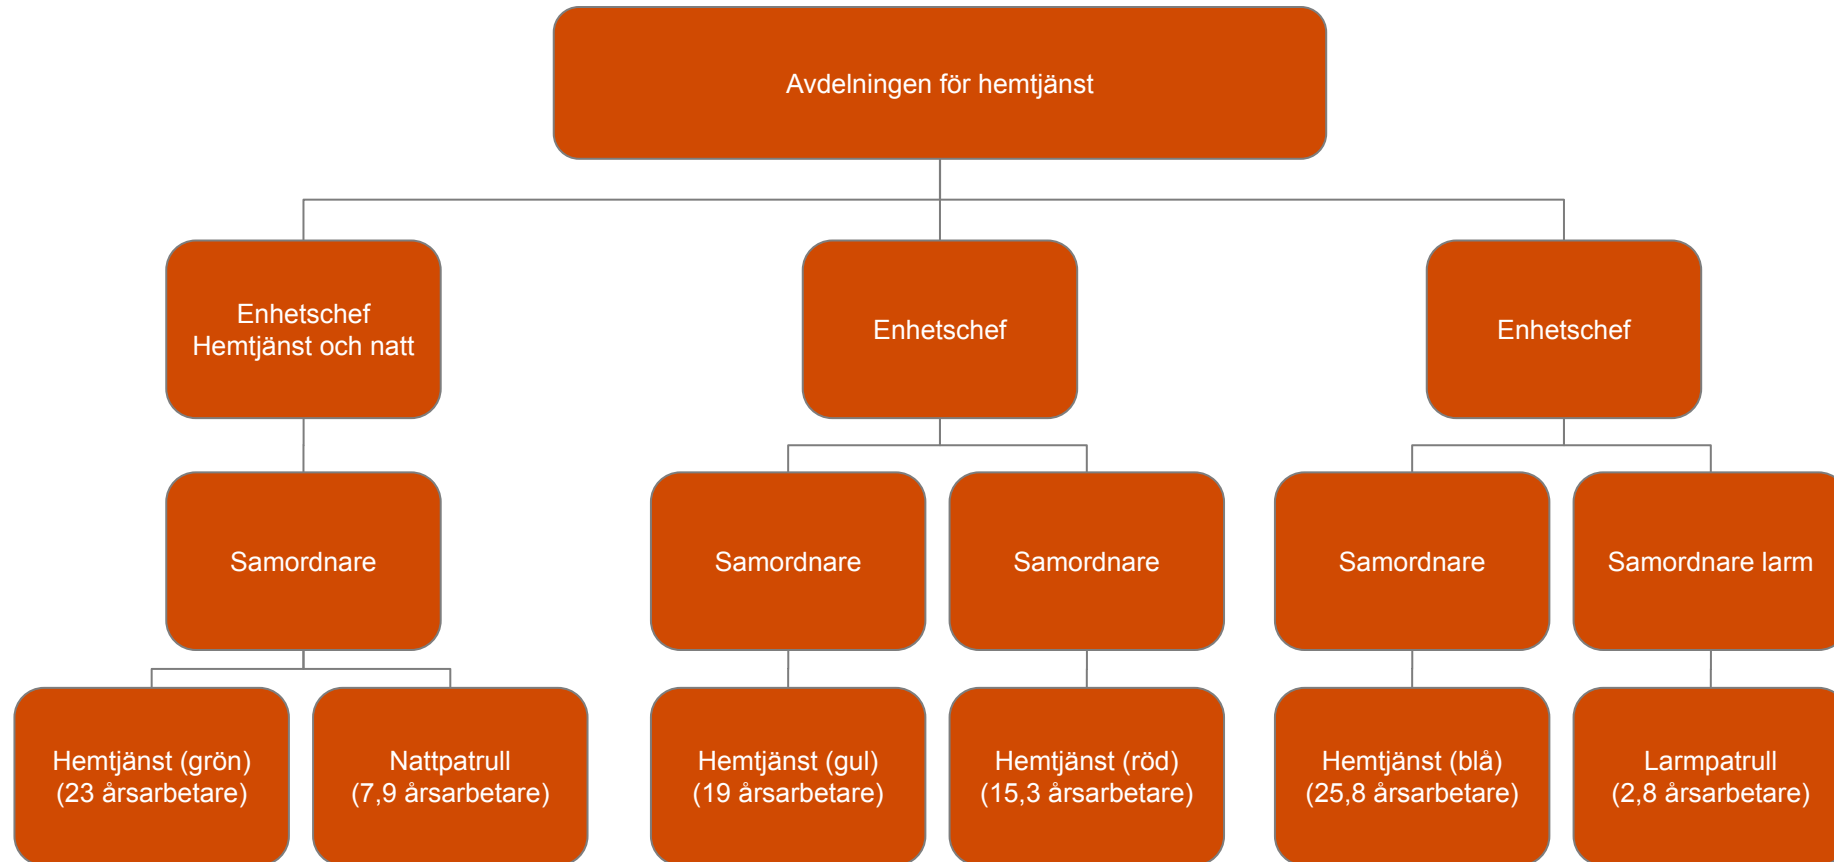 Avdelningen för hemtjänst
Enhetschef
Hemtjänst och natt
Enhetschef
Enhetschef
Samordnare
Samordnare
Samordnare
Samordnare
Samordnare larm
Hemtjänst (grön)
(23 årsarbetare)
Nattpatrull
(7,9 årsarbetare)
Hemtjänst (gul)
(19 årsarbetare)
Hemtjänst (röd)
(15,3 årsarbetare)
Hemtjänst (blå)
(25,8 årsarbetare)
Larmpatrull
(2,8 årsarbetare)